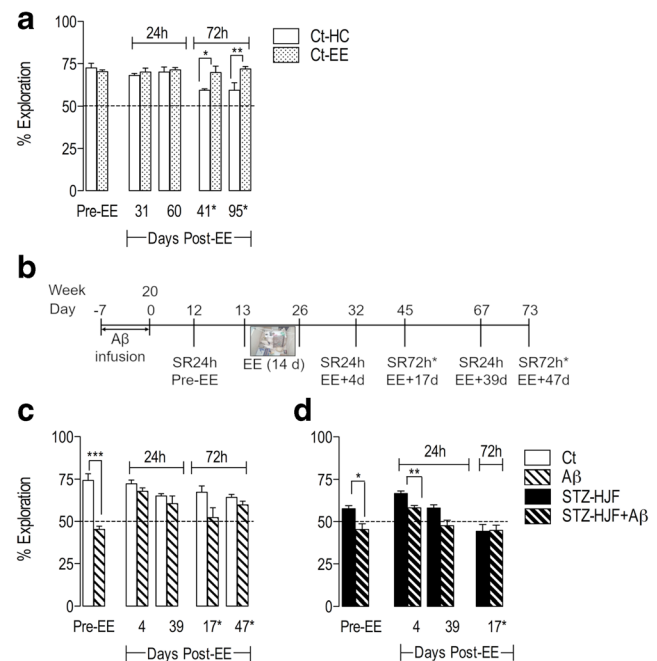 a
100
75
50
25
0
% Exploration
24h
72h
*
**
Ct-HC
Ct-EE
Pre-EE 31 60 41* 95*
Days Post-EE
b
Week 20
Day -7 0 12 13 26 32 45 67 73
Aβ
infusion
SR24h
Pre-EE
EE (14 d)
SR24h
EE+4d
SR72h*
EE+17d
SR24h
EE+39d
SR72h*
EE+47d
c
100
75
50
25
0
% Exploration
***
24h
72h
Pre-EE 4 39 17* 47*
Days Post-EE
d
100
75
50
25
0
*
**
24h
72h
Pre-EE 4 39 17*
Days Post-EE
Ct
Aβ
STZ-HJF
STZ-HJF+Aβ